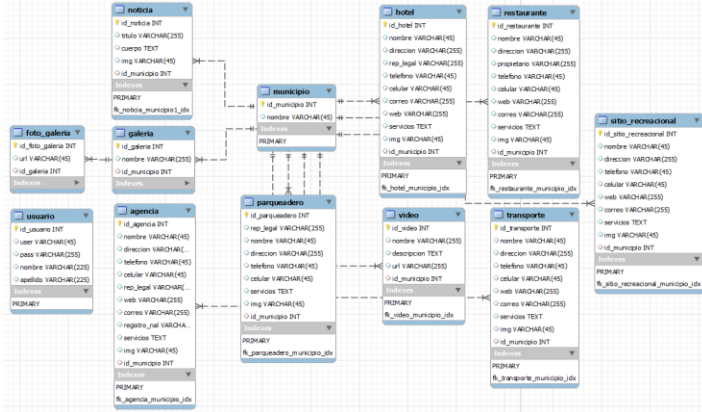 noticia
id_noticia INT
titulo VARCHAR(255)
cuerpo TEXT
img VARCHAR(45)
id_municipio INT
Indexes
PRIMARY
fk_noticia_municipio1_idx
municipio
id_municipio INT
nombre VARCHAR(45)
Indexes
PRIMARY
hotel
id_hotel INT
nombre VARCHAR(45)
direccion VARCHAR(255)
rep_legal VARCHAR(255)
telefono VARCHAR(45)
celular VARCHAR(45)
correo VARCHAR(255)
web VARCHAR(255)
servicios TEXT
img VARCHAR(45)
id_municipio INT
Indexes
PRIMARY
fk_hotel_municipio_idx
restaurante
id_restaurante INT
nombre VARCHAR(45)
direccion VARCHAR(255)
propietario VARCHAR(255)
telefono VARCHAR(45)
celular VARCHAR(45)
web VARCHAR(255)
correo VARCHAR(255)
servicios TEXT
img VARCHAR(45)
id_municipio INT
Indexes
PRIMARY
fk_restaurante_municipio_idx
sitio_recreacional
id_sitio_recreacional INT
nombre VARCHAR(45)
direccion VARCHAR(255)
telefono VARCHAR(45)
celular VARCHAR(45)
web VARCHAR(255)
correo VARCHAR(255)
servicios TEXT
img VARCHAR(45)
id_municipio INT
Indexes
PRIMARY
fk_sitio_recreacional_municipio_idx
foto_galeria
id_foto_galeria INT
url VARCHAR(45)
id_galeria INT
Indexes
galeria
id_galeria INT
nombre VARCHAR(255)
id_municipio INT
Indexes
usuario
id_usuario INT
user VARCHAR(45)
pass VARCHAR(255)
nombre VARCHAR(225)
apellido VARCHAR(225)
Indexes
PRIMARY
agencia
id_agencia INT
nombre VARCHAR(45)
direccion VARCHAR(...
telefono VARCHAR(45)
celular VARCHAR(45)
rep_legal VARCHAR(...
web VARCHAR(255)
correo VARCHAR(255)
registro_nal VARCHA...
servicios TEXT
img VARCHAR(45)
id_municipio INT
Indexes
PRIMARY
fk_agencia_municipio_idx
parqueadero
id_parqueadero INT
rep_legal VARCHAR(255)
nombre VARCHAR(45)
direccion VARCHAR(255)
telefono VARCHAR(45)
celular VARCHAR(45)
servicios TEXT
img VARCHAR(45)
id_municipio INT
Indexes
PRIMARY
fk_parqueadero_municipio_idx
video
id_video INT
descripcion TEXT
url VARCHAR(45)
id_municipio INT
Indexes
PRIMARY
fk_video_municipio_idx
transporte
id_transporte INT
nombre VARCHAR(45)
direccion VARCHAR(255)
telefono VARCHAR(45)
celular VARCHAR(45)
web VARCHAR(255)
correo VARCHAR(255)
servicios TEXT
img VARCHAR(45)
id_municipio INT
Indexes
PRIMARY
fk_transporte_municipio_idx